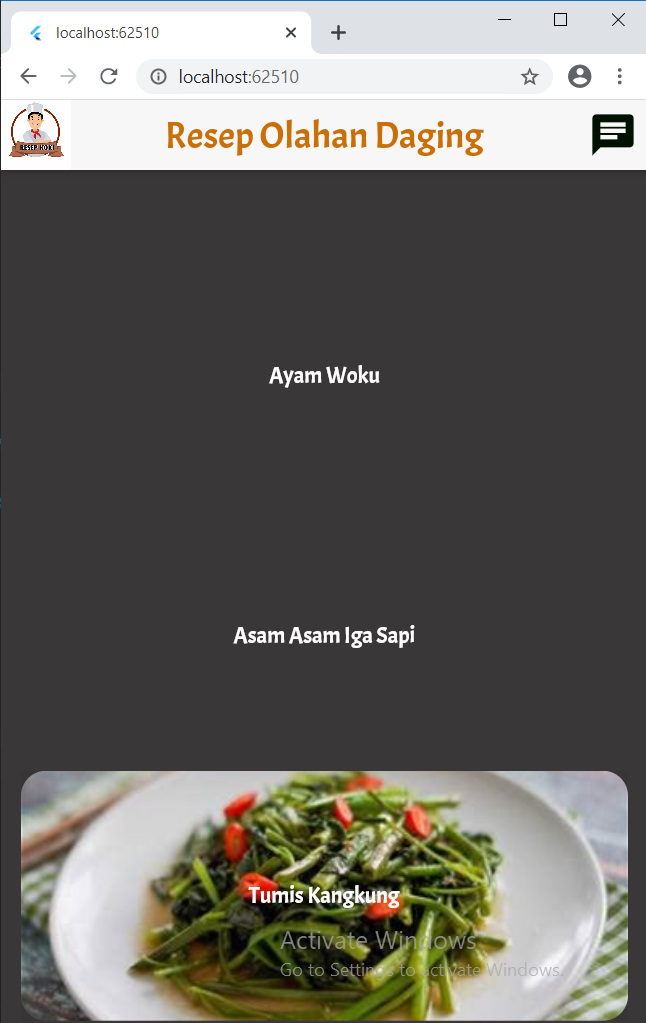 localhost:62510
localhost:62510
RESEP KOKI
Resep Olahan Daging
Ayam Woku
Asam Asam Iga Sapi
Tumis Kangkung
Activate Windows
Go to Settings to activate Windows.